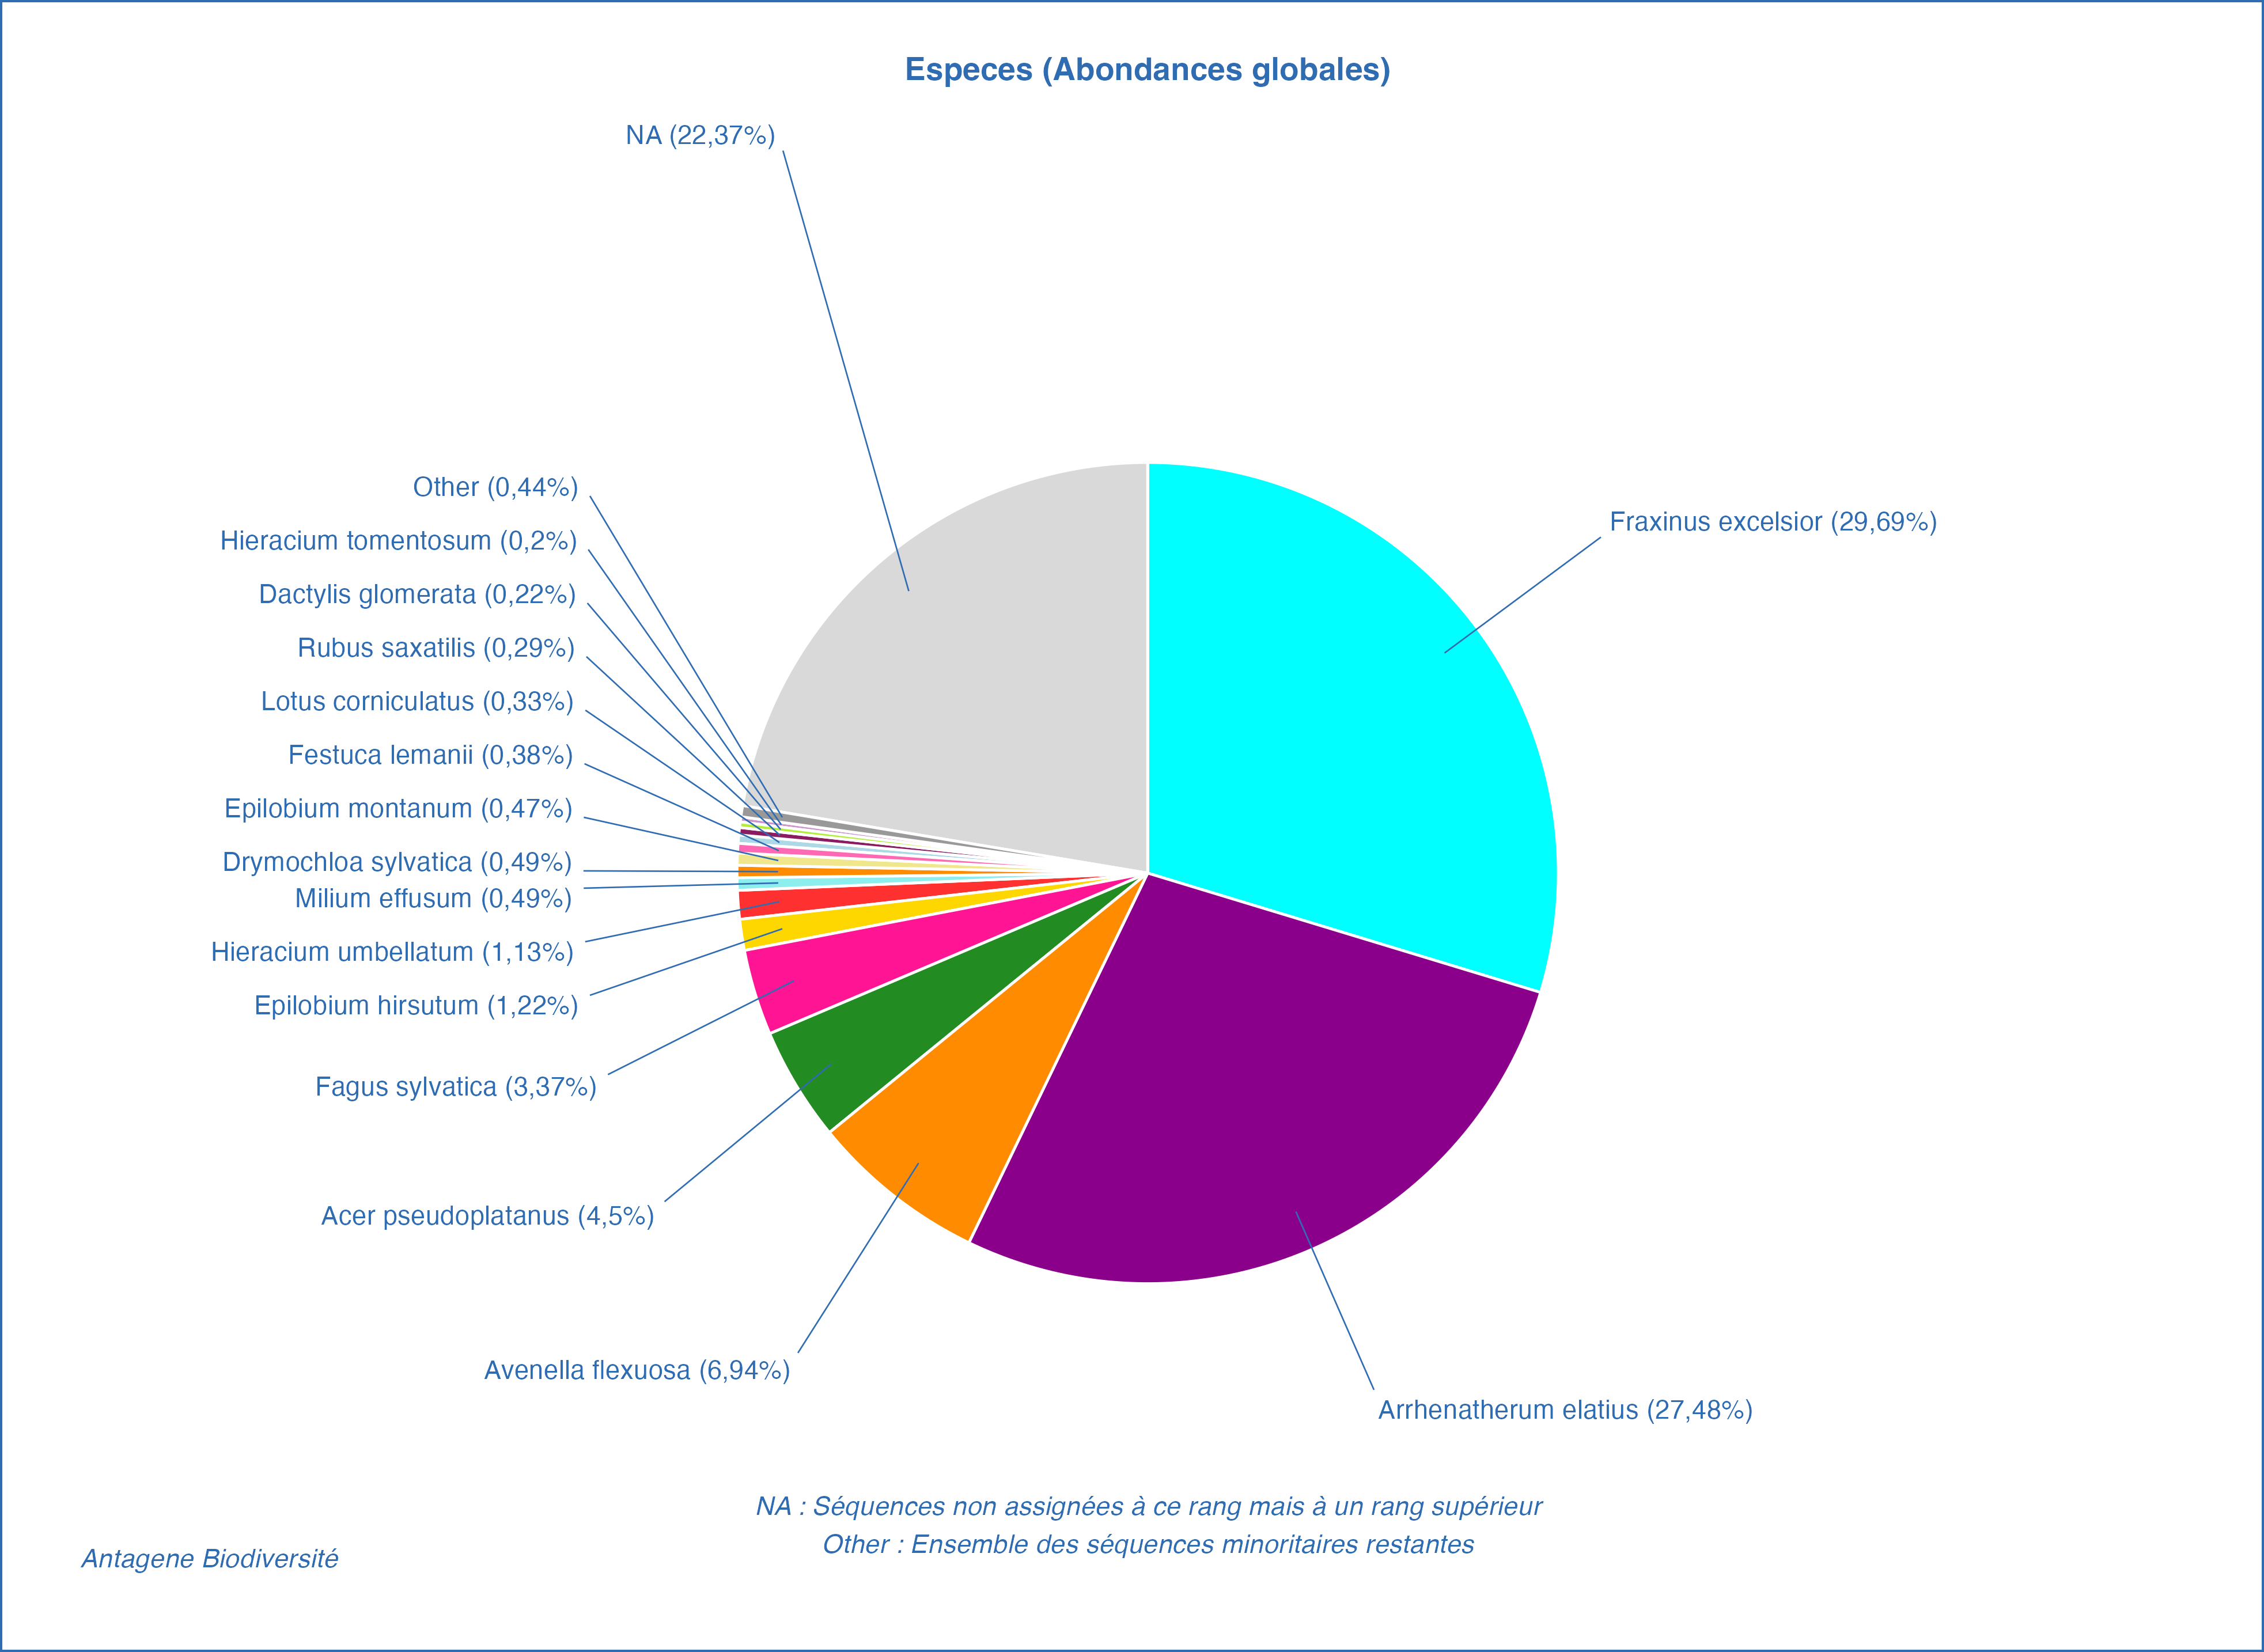 Especes (Abondances globales)
NA (22,37%)
Other (0,44%)
Fraxinus excelsior (29,69%)
Hieracium tomentosum (0,2%)
Dactylis glomerata (0,22%)
Rubus saxatilis (0,29%)
Lotus corniculatus (0,33%)
Festuca lemanii (0,38%)
Epilobium montanum (0,47%)
Drymochloa sylvatica (0,49%)
Milium effusum (0,49%)
Hieracium umbellatum (1,13%)
Epilobium hirsutum (1,22%)
Fagus sylvatica (3,37%)
Acer pseudoplatanus (4,5%)
Avenella flexuosa (6,94%)
Arrhenatherum elatius (27,48%)
NA : Séquences non assignées à ce rang mais à un rang supérieur
Other : Ensemble des séquences minoritaires restantes
Antagene Biodiversité